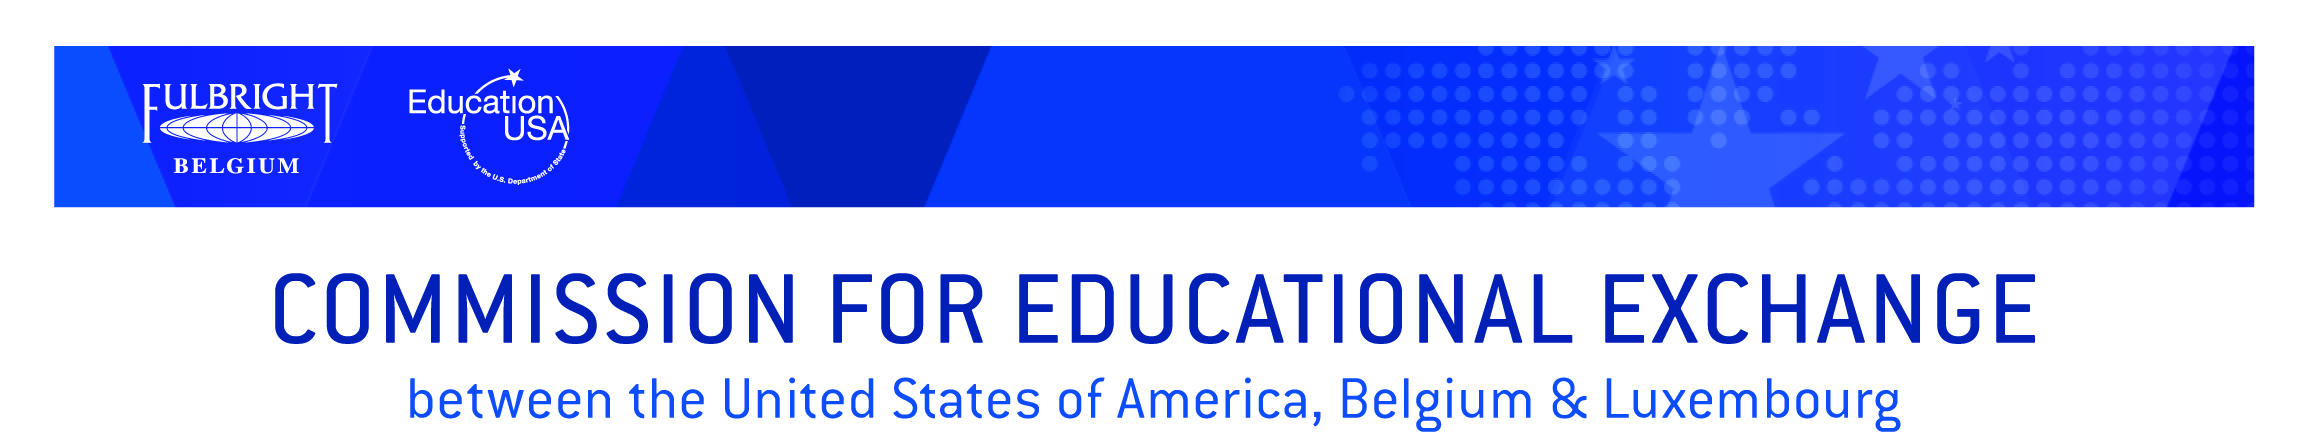 FULBRIGHT
BELGIUM
Education
USA
Supported by the U.S. Department of State
COMMISSION FOR EDUCATIONAL EXCHANGE
between the United States of America, Belgium & Luxembourg